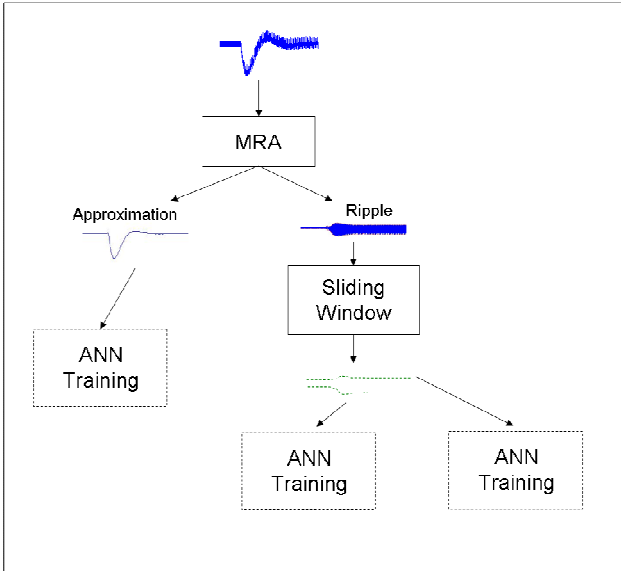 MRA
Approximation
Ripple
Sliding
Window
ANN
Training
ANN
Training
ANN
Training